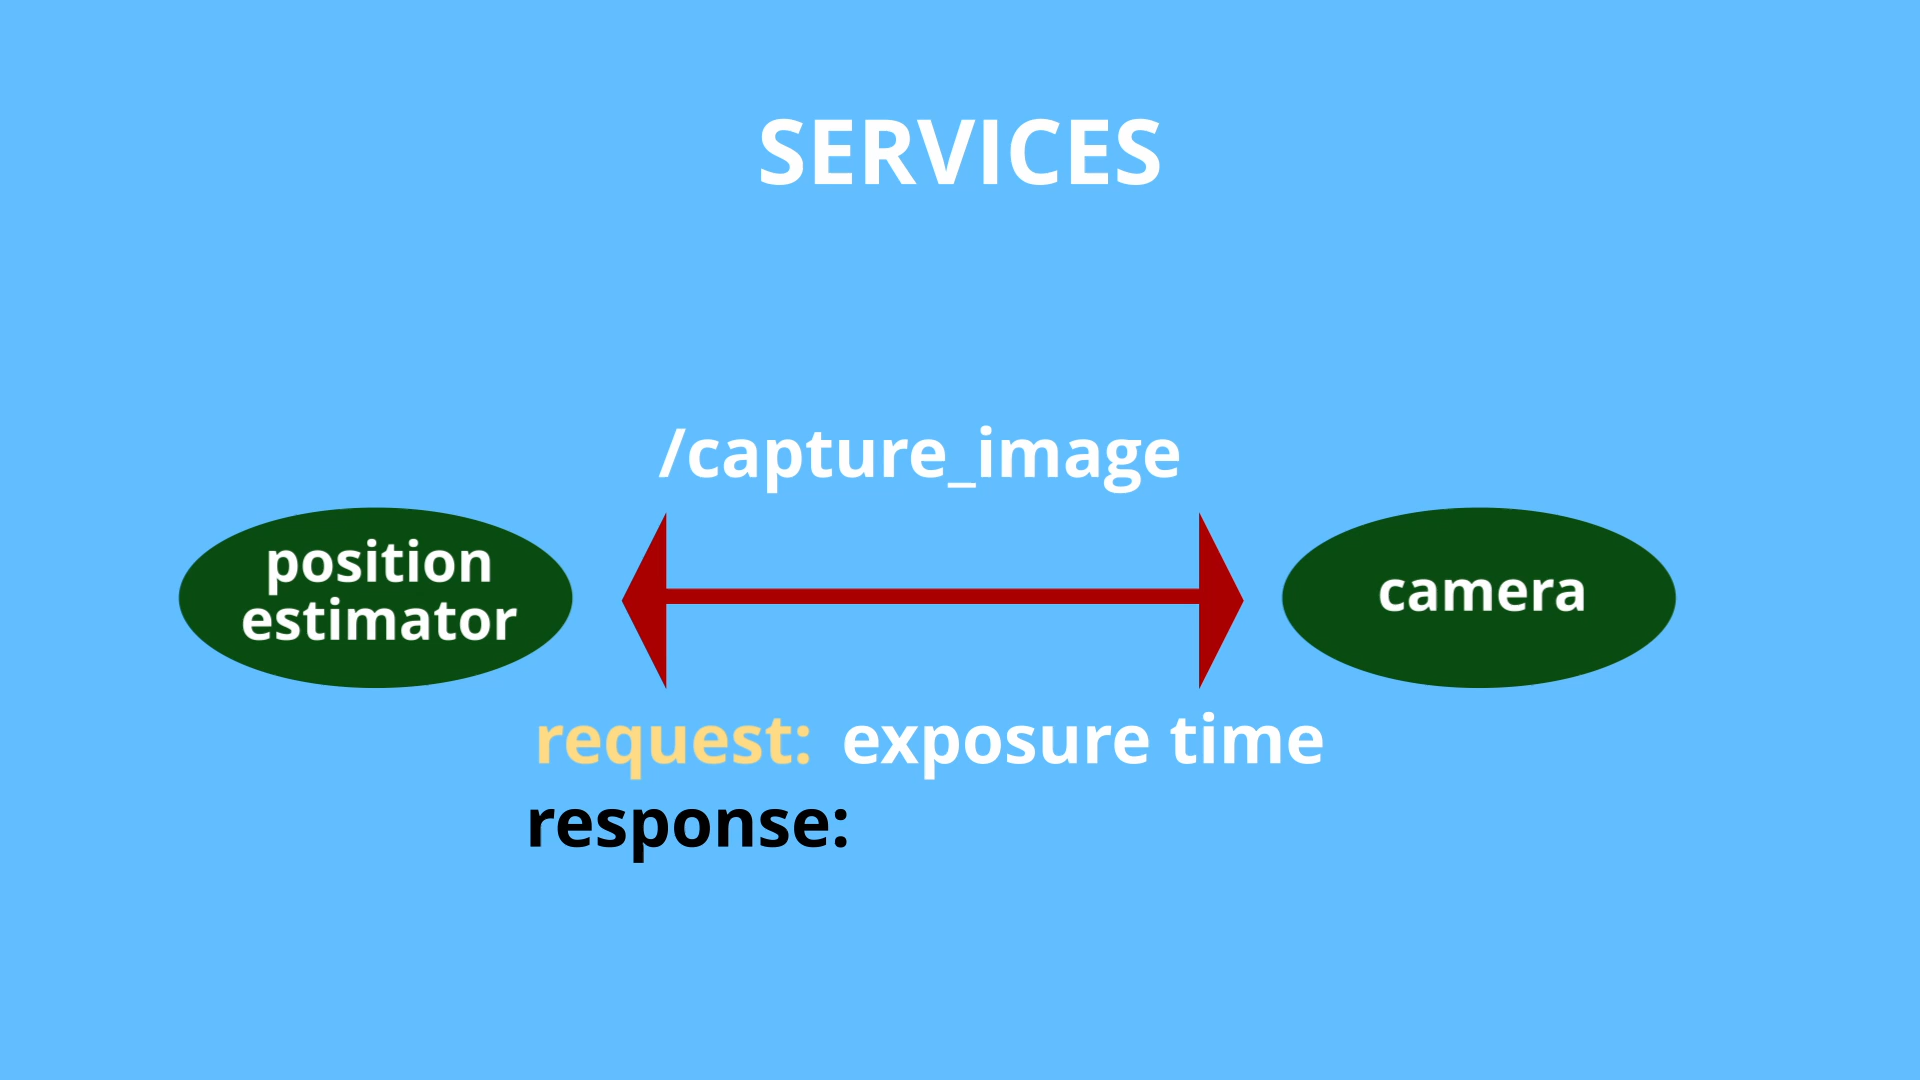 SERVICES
/capture_image
position
estimator
camera
request: exposure time
response: